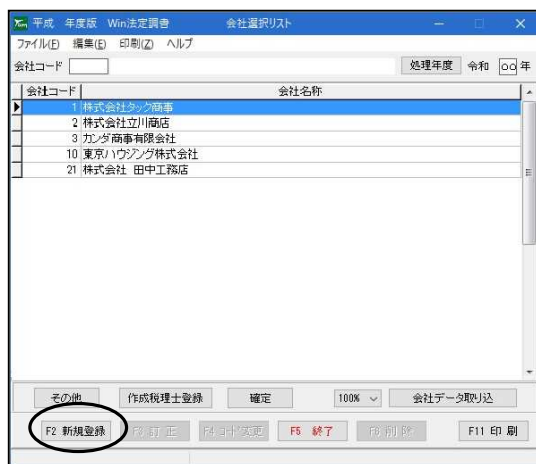 平成 年度版 Win法定調書 会社選択リスト
ファイル(F) 編集(E) 印刷(Z) ヘルプ
会社コード 処理年度 令和 ○○ 年
会社コード 会社名称
1 株式会社タック商事
2 株式会社立川商店
3 カンダ商事有限会社
10 東京ハウジング株式会社
21 株式会社 田中工務店
その他 作成税理士登録 確定 100% 会社データ取り込
F2 新規登録 F3 訂 正 F4 コード変更 F5 終了 F8 削 除 F11 印 刷